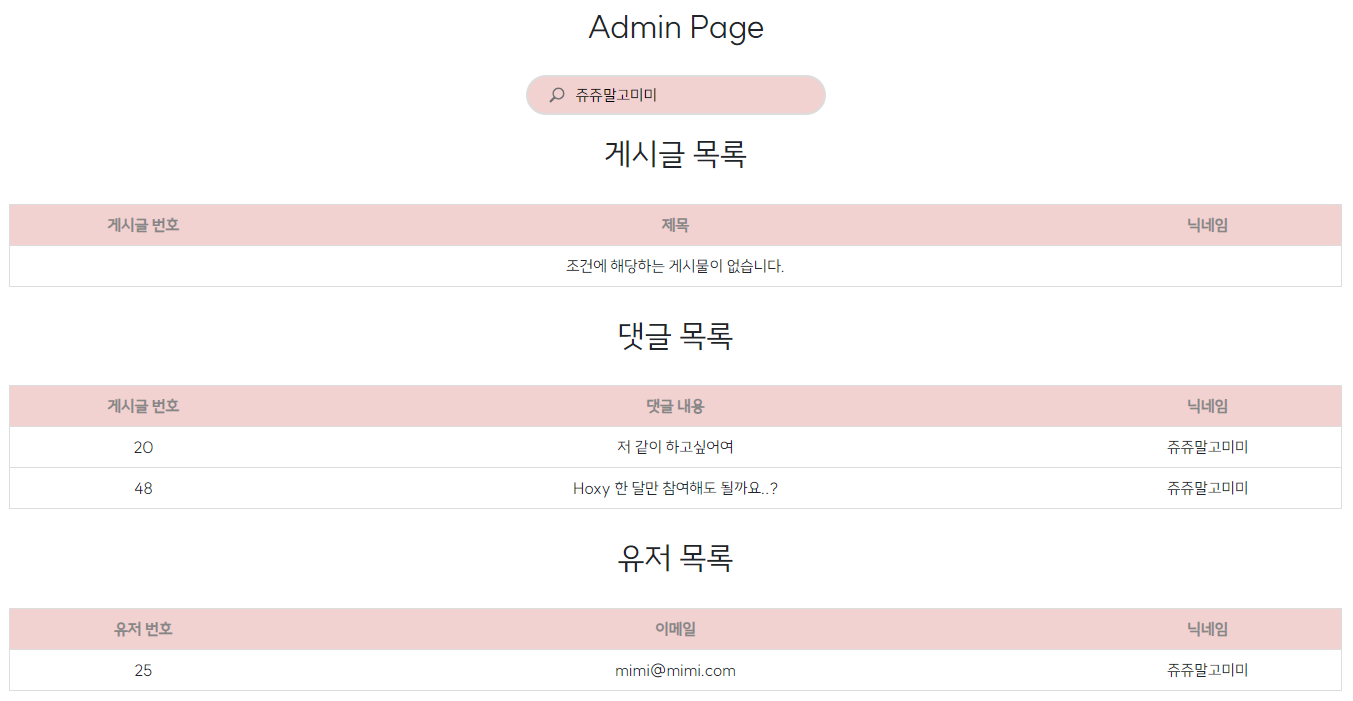 Admin Page
쥬쥬말고미미
게시글 목록
게시글 번호 제목 닉네임
조건에 해당하는 게시물이 없습니다.
댓글 목록
게시글 번호 댓글 내용 닉네임
20 저 같이 하고싶어여 쥬쥬말고미미
48 Hoxy 한 달만 참여해도 될까요..? 쥬쥬말고미미
유저 목록
유저 번호 이메일 닉네임
25 mimi@mimi.com 쥬쥬말고미미